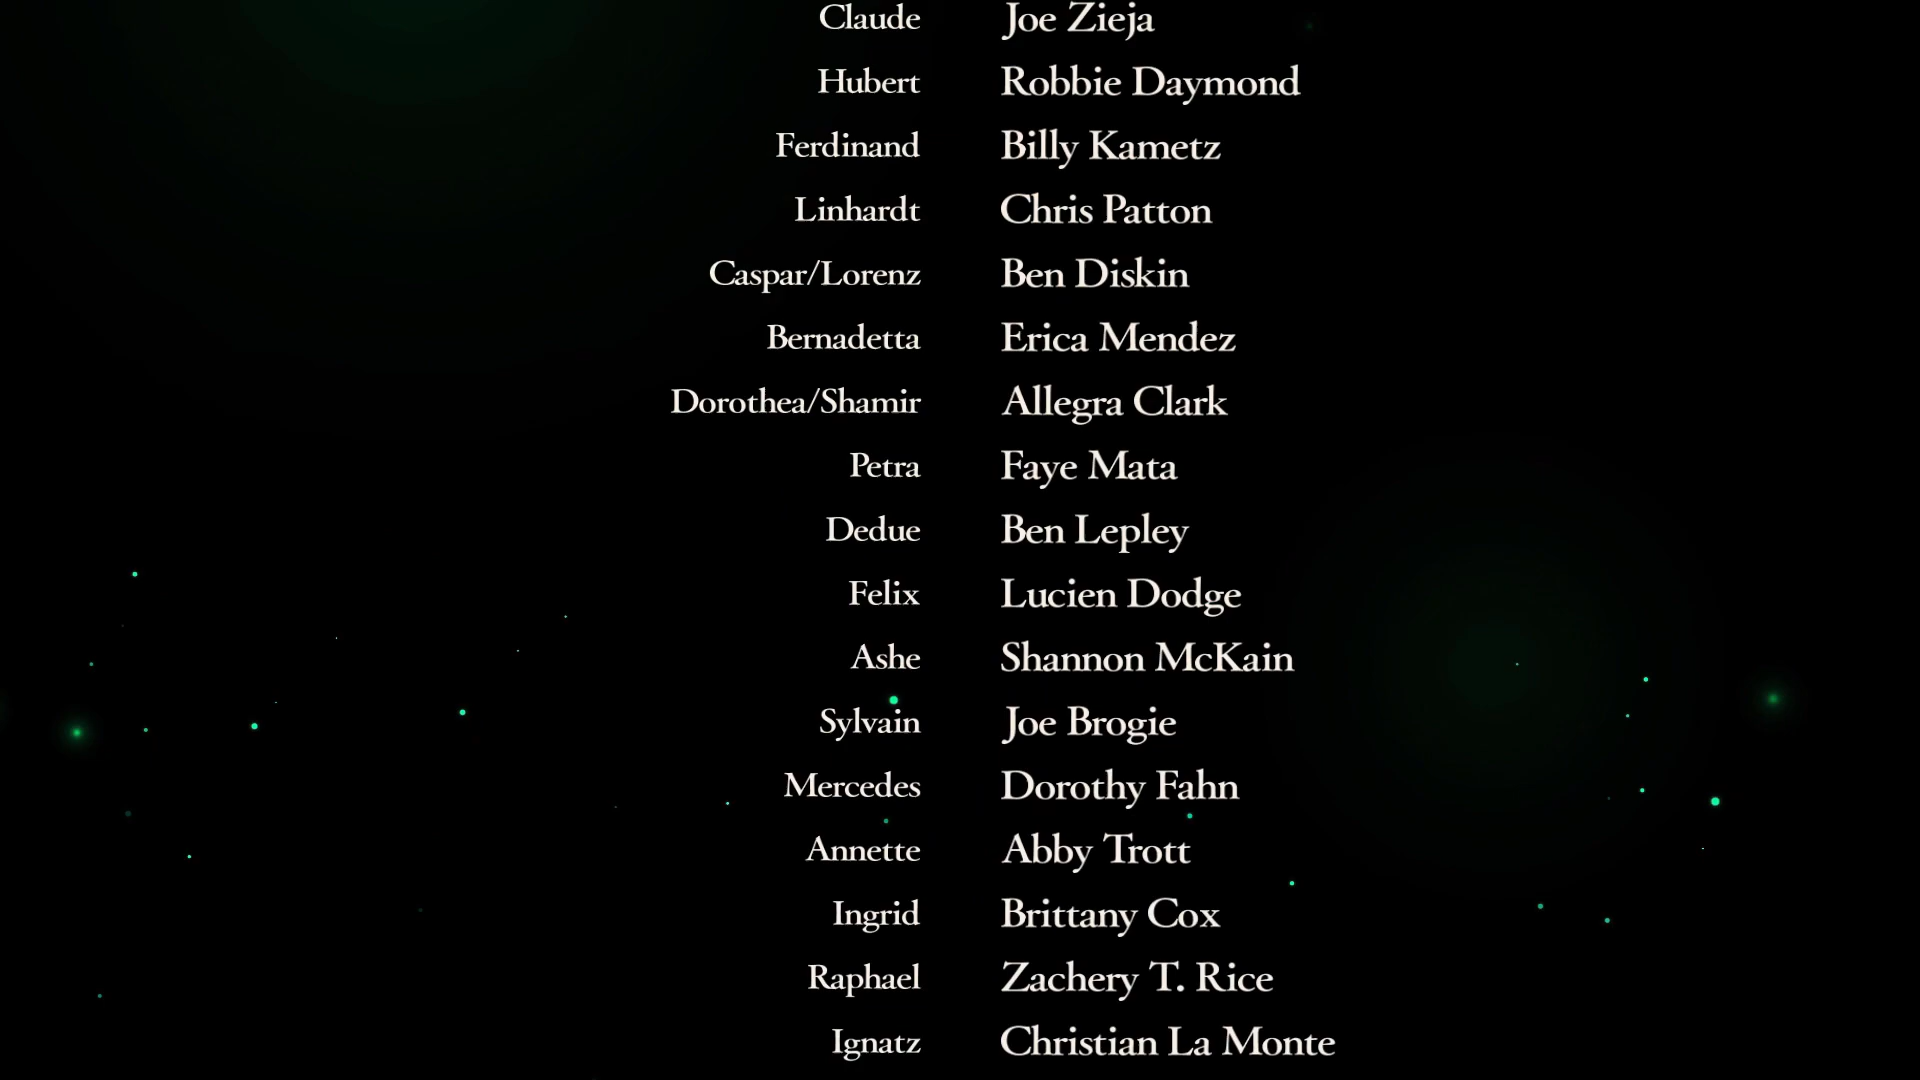 Claude Joe Zieja
Hubert Robbie Daymond
Ferdinand Billy Kametz
Linhardt Chris Patton
Caspar/Lorenz Ben Diskin
Bernadetta Erica Mendez
Dorothea/Shamir Allegra Clark
Petra Faye Mata
Dedue Ben Lepley
Felix Lucien Dodge
Ashe Shannon McKain
Sylvain Joe Brogie
Mercedes Dorothy Fahn
Annette Abby Trott
Ingrid Brittany Cox
Raphael Zachery T. Rice
Ignatz Christian La Monte